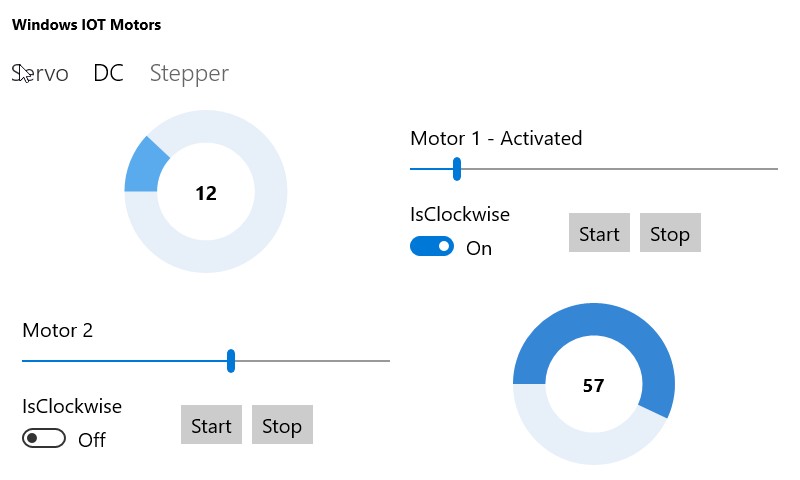 Windows IOT Motors
Servo DC Stepper
12
Motor 1 - Activated
IsClockwise
On
Start Stop
Motor 2
IsClockwise
Off
Start Stop
57